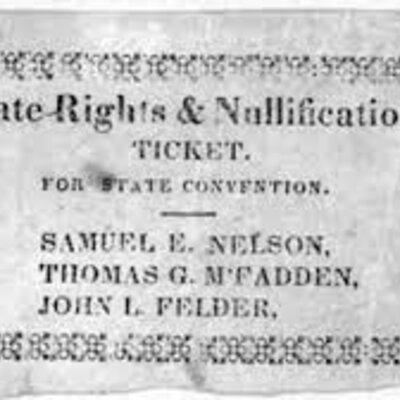 ate Rights & Nullificatio
TICKET.
FOR STATE CONVENTION.
SAMUEL E. NELSON,
THOMAS G. M'FADDEN,
JOHN L. FELDER,